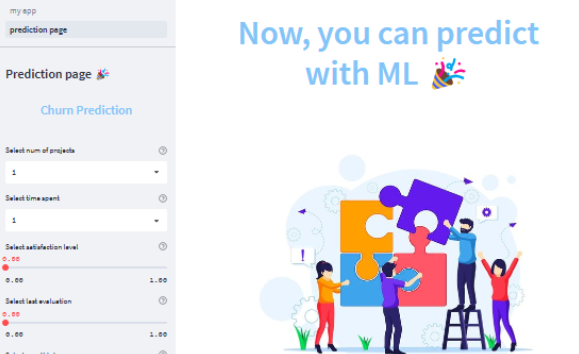 my app
prediction page
Prediction page 🎉
Churn Prediction
Select num of projects
1
Select time spent
1
Select satisfaction level
0.00
0.00 1.00
Select last evaluation
0.00
0.00 1.00
Now, you can predict
with ML 🎉
!